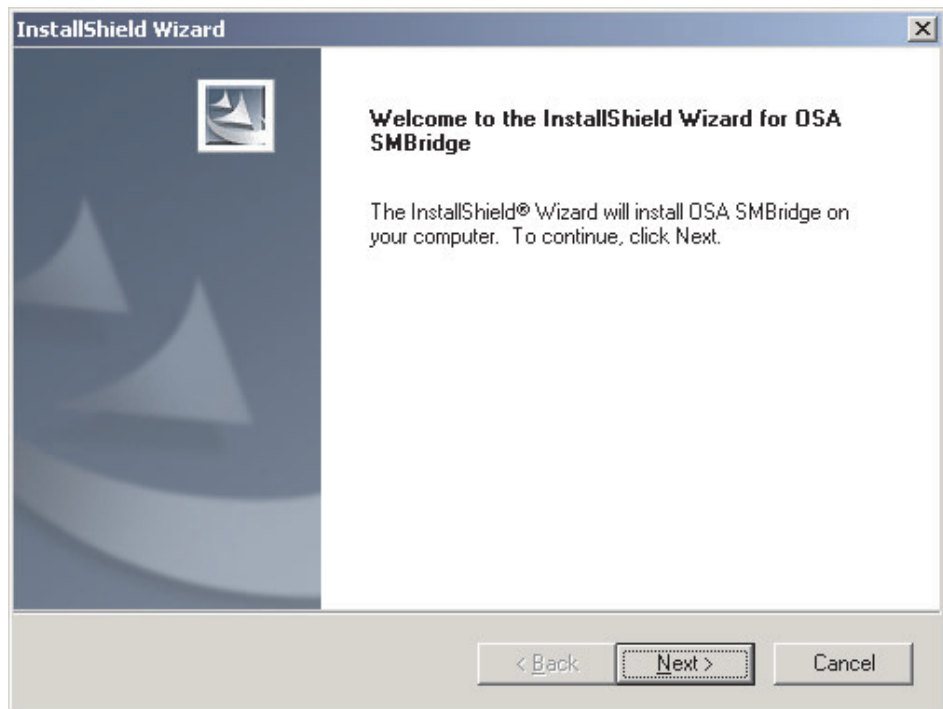 InstallShield Wizard
Welcome to the InstallShield Wizard for OSA
SMBridge
The InstallShield® Wizard will install OSA SMBridge on
your computer. To continue, click Next.
< Back
Next >
Cancel